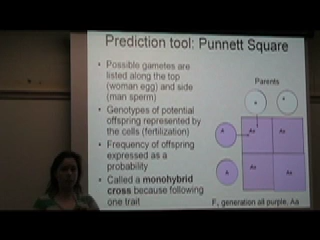 Prediction tool: Punnett Square
• Possible gametes are
listed along the top
(woman egg) and side
(man sperm)
• Genotypes of potential
offspring represented by
the cells (fertilization)
• Frequency of offspring
expressed as a
probability
• Called a monohybrid
cross because following
one trait
Parents
Aa Aa
Aa Aa
F₁ generation all purple, Aa